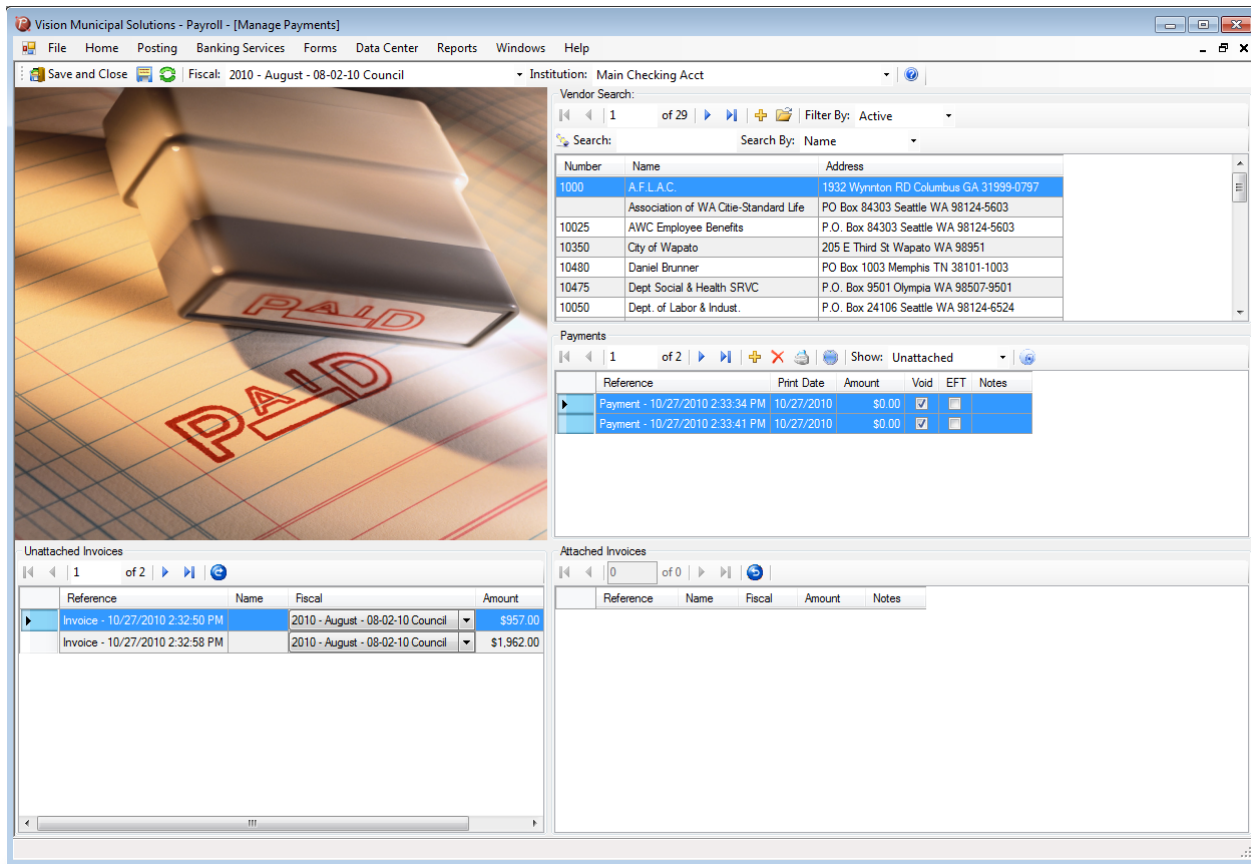 Vision Municipal Solutions - Payroll - [Manage Payments]
File Home Posting Banking Services Forms Data Center Reports Windows Help
Save and Close Fiscal: 2010 - August - 08-02-10 Council Institution: Main Checking Acct
Vendor Search:
1 of 29 Filter By: Active
Search: Search By: Name
Number Name Address
1000 A.F.L.A.C. 1932 Wynnton RD Columbus GA 31999-0797
Association of WA Citie-Standard Life PO Box 84303 Seattle WA 98124-5603
10025 AWC Employee Benefits P.O. Box 84303 Seattle WA 98124-5603
10350 City of Wapato 205 E Third St Wapato WA 98951
10480 Daniel Brunner PO Box 1003 Memphis TN 38101-1003
10475 Dept Social & Health SRVC P.O. Box 9501 Olympia WA 98507-9501
10050 Dept. of Labor & Indust. P.O. Box 24106 Seattle WA 98124-6524
PAID
PAID
Payments
1 of 2 Show: Unattached
Reference Print Date Amount Void EFT Notes
Payment - 10/27/2010 2:33:34 PM 10/27/2010 $0.00
Payment - 10/27/2010 2:33:41 PM 10/27/2010 $0.00
Unattached Invoices
1 of 2
Reference Name Fiscal Amount
Invoice - 10/27/2010 2:32:50 PM 2010 - August - 08-02-10 Council $957.00
Invoice - 10/27/2010 2:32:58 PM 2010 - August - 08-02-10 Council $1,962.00
Attached Invoices
0 of 0
Reference Name Fiscal Amount Notes